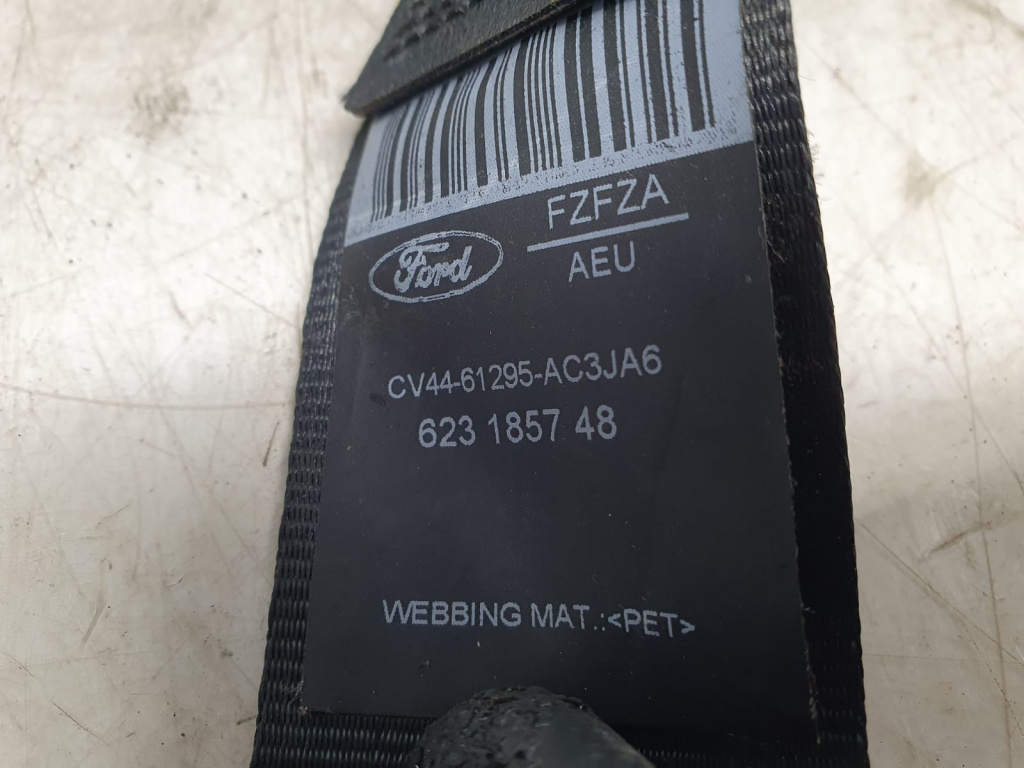 FZFZA
Ford
AEU
CV44-61295-AC3JA6
623 1857 48
WEBBING MAT.:<PET>